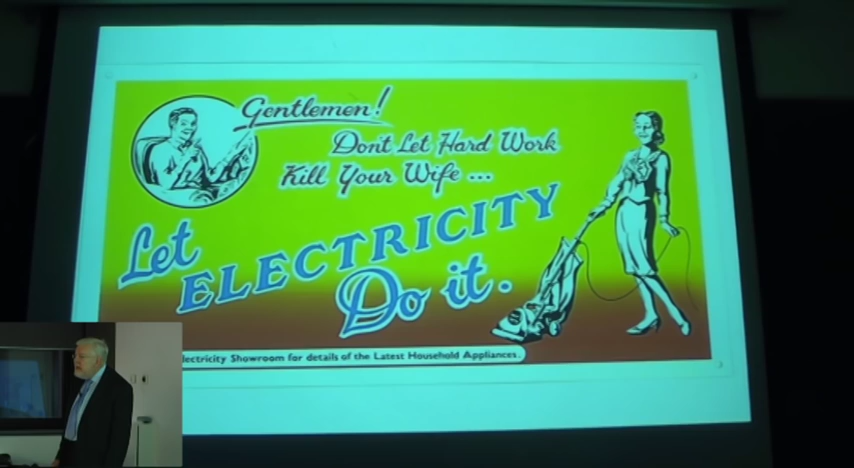 Gentlemen!
Don't Let Hard Work
Kill Your Wife ...
Let
ELECTRICITY
Do it.
lectricity Showroom for details of the Latest Household Appliances.